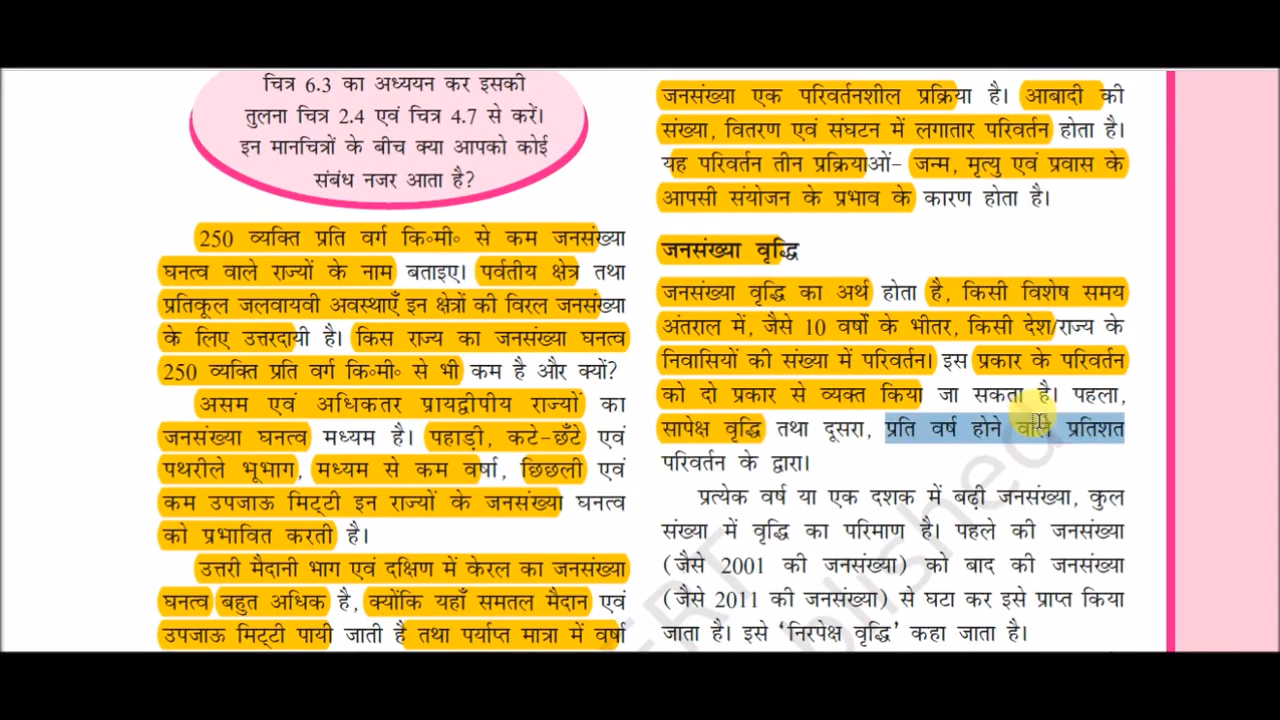 चित्र 6.3 का अध्ययन कर इसकी
तुलना चित्र 2.4 एवं चित्र 4.7 से करें।
इन मानचित्रों के बीच क्या आपको कोई
संबंध नजर आता है?
250 व्यक्ति प्रति वर्ग कि॰मी॰ से कम जनसंख्या
घनत्व वाले राज्यों के नाम बताइए। पर्वतीय क्षेत्र तथा
प्रतिकूल जलवायवी अवस्थाएँ इन क्षेत्रों की विरल जनसंख्या
के लिए उत्तरदायी है। किस राज्य का जनसंख्या घनत्व
250 व्यक्ति प्रति वर्ग कि॰मी॰ से भी कम है और क्यों?
असम एवं अधिकतर प्रायद्वीपीय राज्यों का
जनसंख्या घनत्व मध्यम है। पहाड़ी, कटे-छँटे एवं
पथरीले भूभाग, मध्यम से कम वर्षा, छिछली एवं
कम उपजाऊ मिट्टी इन राज्यों के जनसंख्या घनत्व
को प्रभावित करती है।
उत्तरी मैदानी भाग एवं दक्षिण में केरल का जनसंख्या
घनत्व बहुत अधिक है, क्योंकि यहाँ समतल मैदान एवं
उपजाऊ मिट्टी पायी जाती है तथा पर्याप्त मात्रा में वर्षा
जनसंख्या एक परिवर्तनशील प्रक्रिया है। आबादी की
संख्या, वितरण एवं संघटन में लगातार परिवर्तन होता है।
यह परिवर्तन तीन प्रक्रियाओं- जन्म, मृत्यु एवं प्रवास के
आपसी संयोजन के प्रभाव के कारण होता है।
जनसंख्या वृद्धि
जनसंख्या वृद्धि का अर्थ होता है, किसी विशेष समय
अंतराल में, जैसे 10 वर्षों के भीतर, किसी देश/राज्य के
निवासियों की संख्या में परिवर्तन। इस प्रकार के परिवर्तन
को दो प्रकार से व्यक्त किया जा सकता है। पहला,
सापेक्ष वृद्धि तथा दूसरा, प्रति वर्ष होने वाले प्रतिशत
परिवर्तन के द्वारा।
प्रत्येक वर्ष या एक दशक में बढ़ी जनसंख्या, कुल
संख्या में वृद्धि का परिमाण है। पहले की जनसंख्या
(जैसे 2001 की जनसंख्या) को बाद की जनसंख्या
(जैसे 2011 की जनसंख्या) से घटा कर इसे प्राप्त किया
जाता है। इसे 'निरपेक्ष वृद्धि' कहा जाता है।